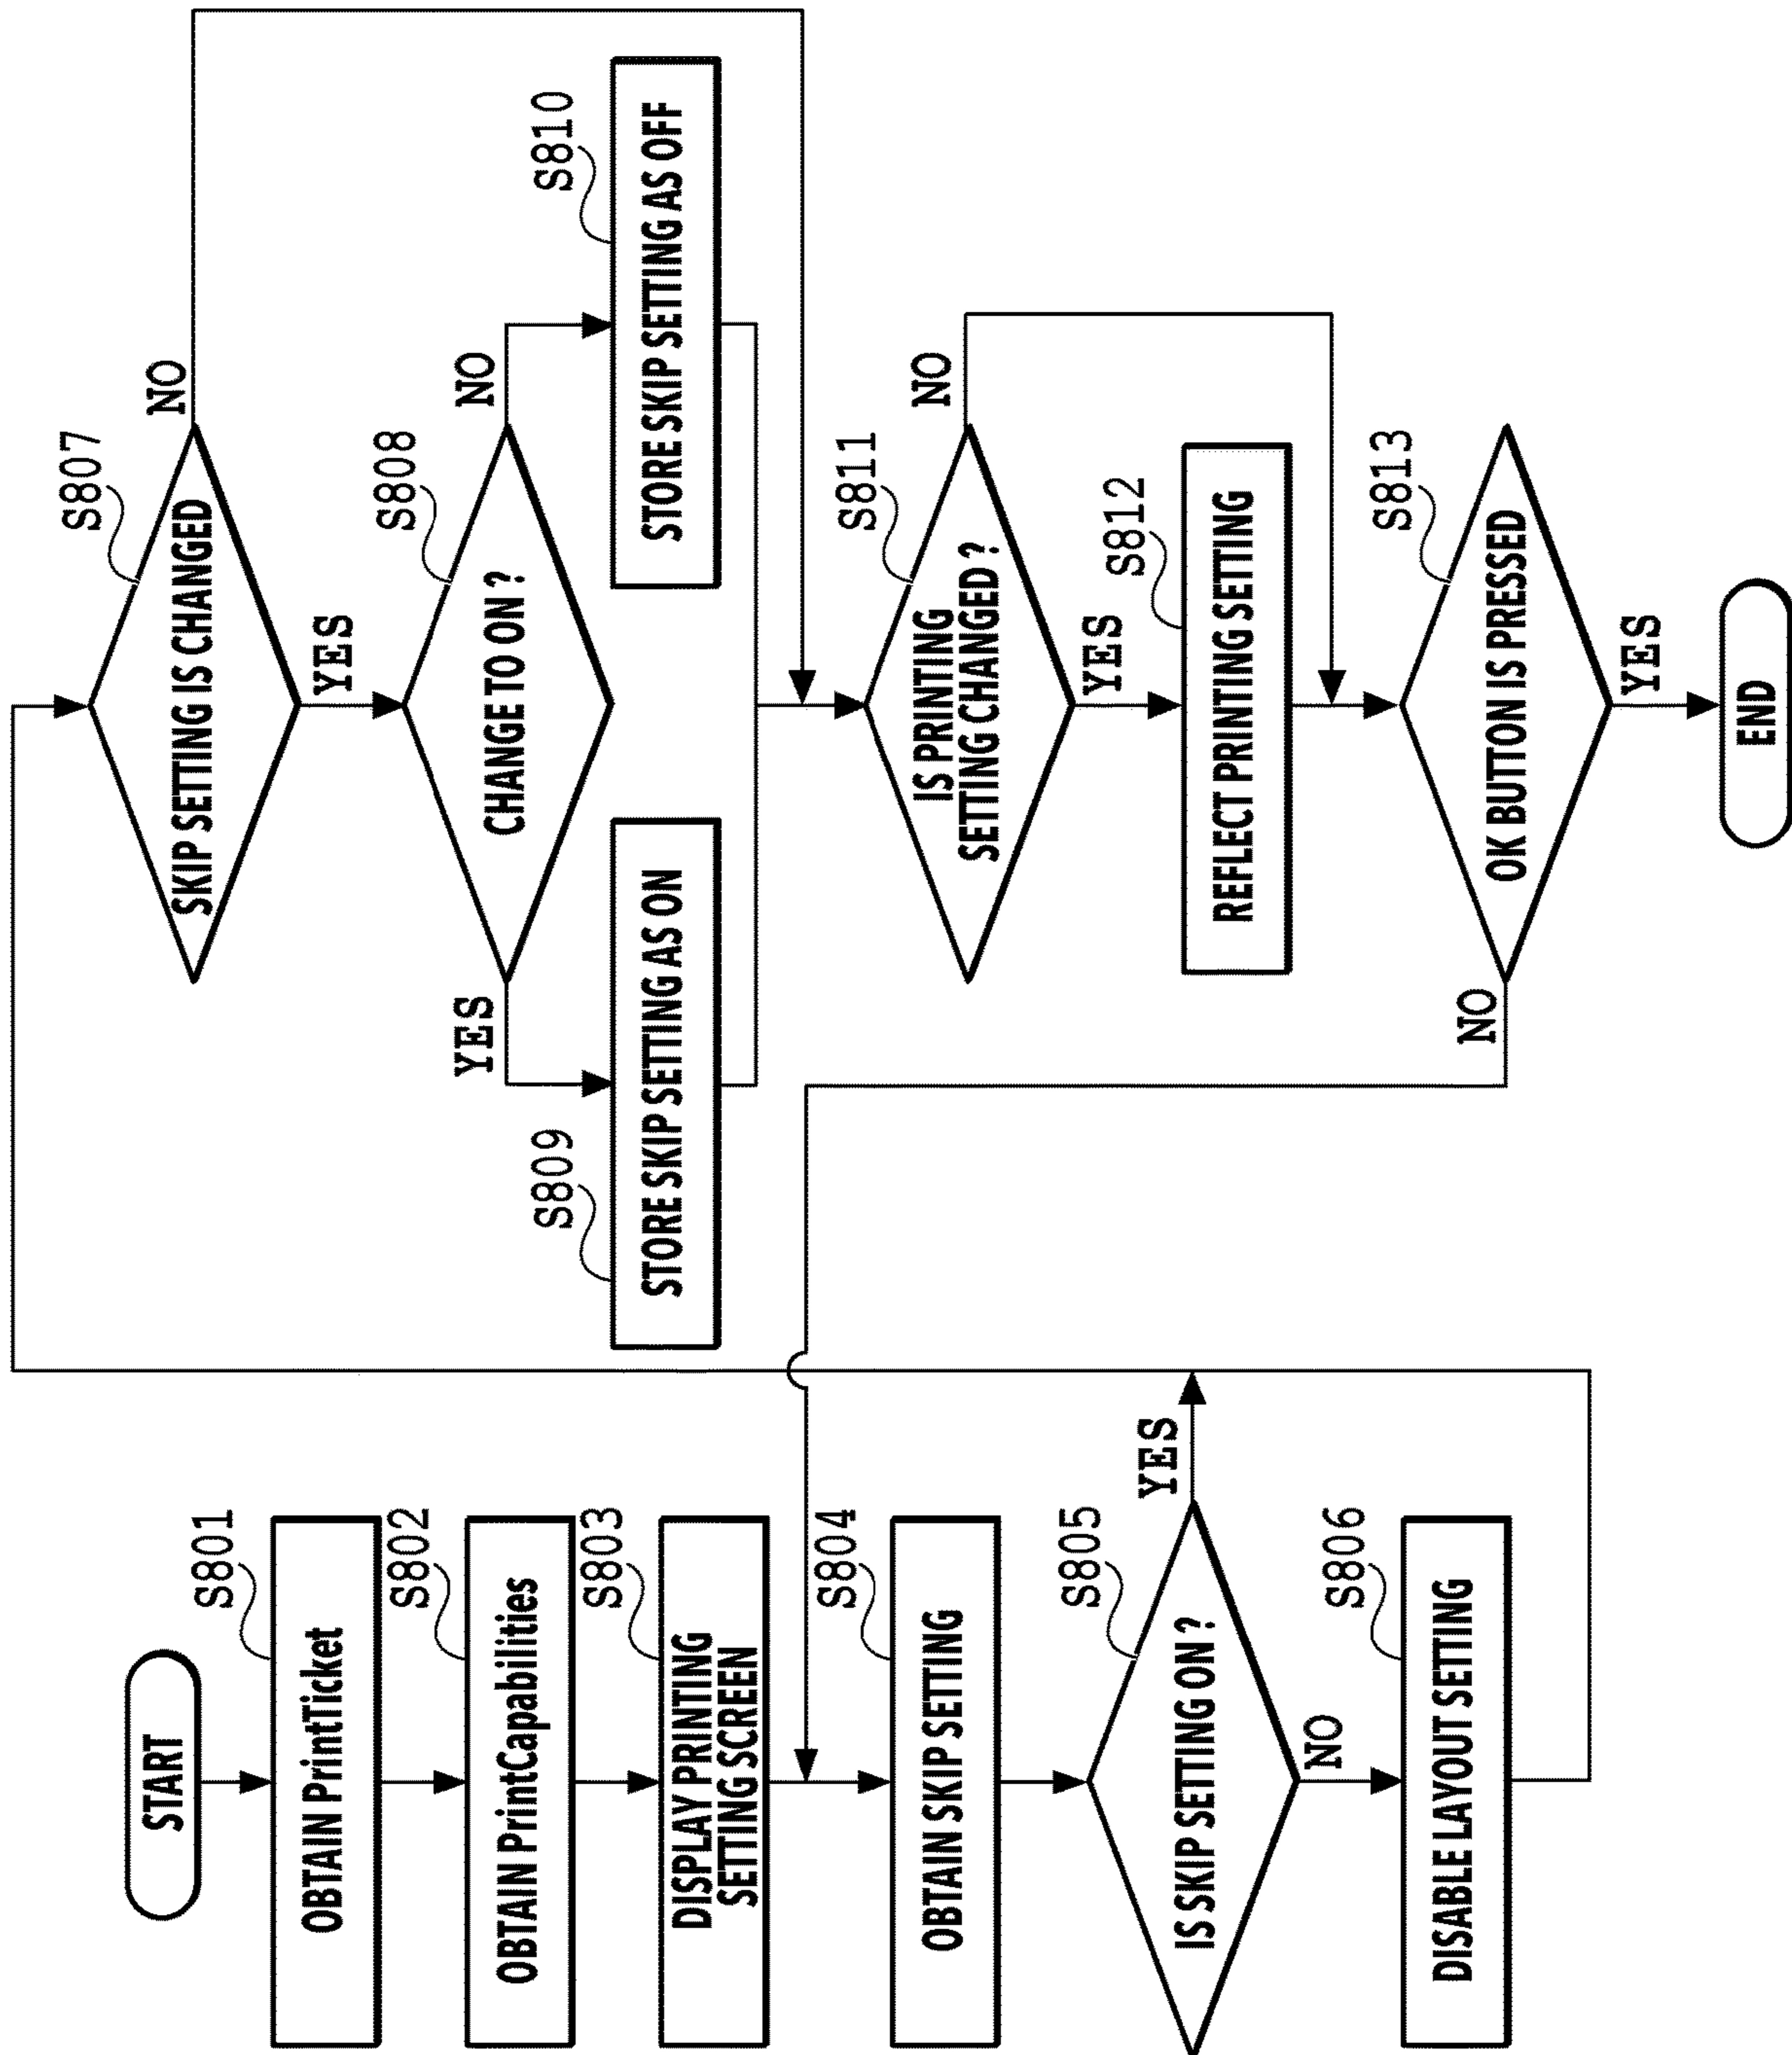 START
S801
OBTAIN PrintTicket
S802
OBTAIN PrintCapabilities
S803
DISPLAY PRINTING
SETTING SCREEN
S804
OBTAIN SKIP SETTING
S805
IS SKIP SETTING ON ?
YES
NO
S806
DISABLE LAYOUT SETTING
S807
SKIP SETTING IS CHANGED
NO
YES
S808
CHANGE TO ON ?
YES
NO
S809
STORE SKIP SETTING AS ON
S810
STORE SKIP SETTING AS OFF
S811
IS PRINTING
SETTING CHANGED ?
NO
YES
S812
REFLECT PRINTING SETTING
S813
OK BUTTON IS PRESSED
NO
YES
END